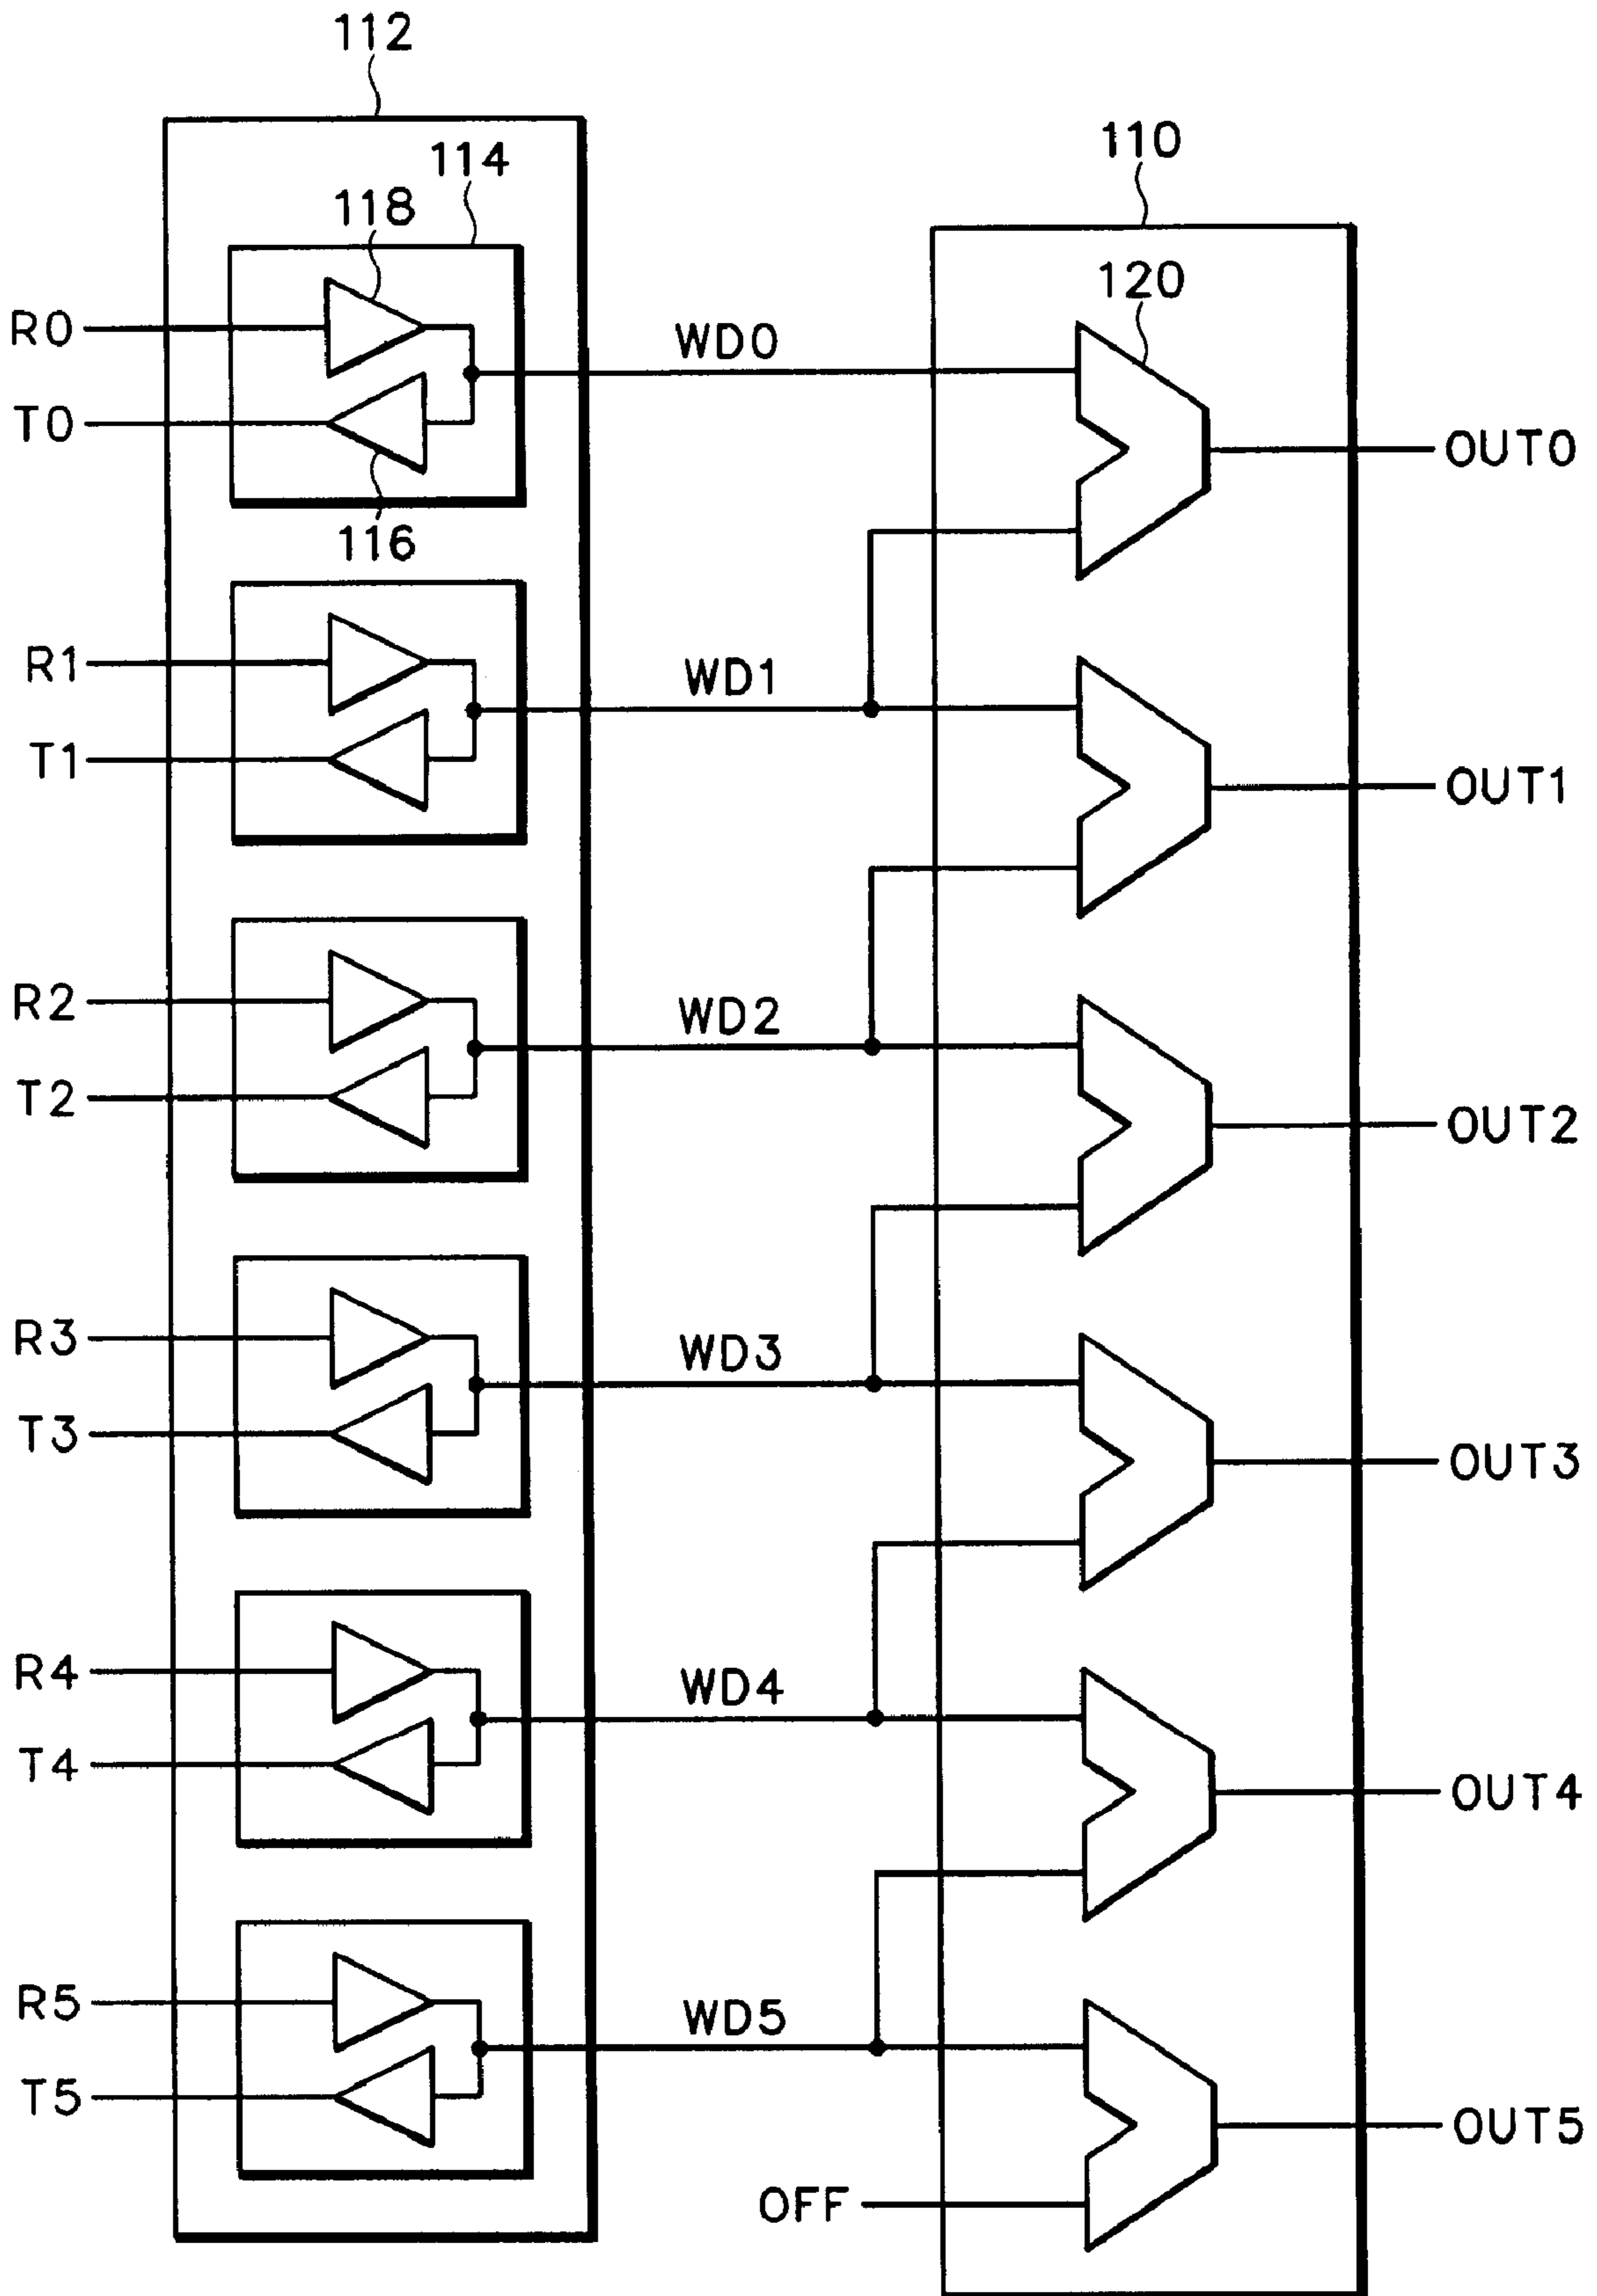 112
110
114
118
120
R0
WD0
T0
OUT0
116
R1
WD1
T1
OUT1
R2
WD2
T2
OUT2
R3
WD3
T3
OUT3
R4
WD4
T4
OUT4
R5
WD5
T5
OUT5
OFF